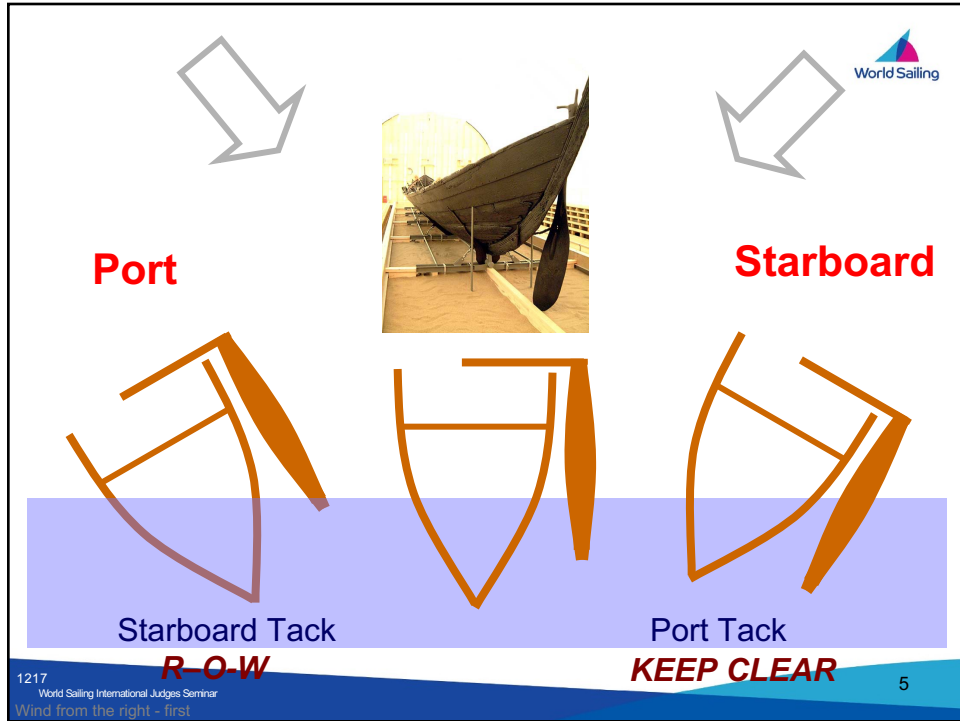 World Sailing
Port
Starboard
Starboard Tack
Port Tack
R–O-W
KEEP CLEAR
1217
World Sailing International Judges Seminar
5
Wind from the right - first